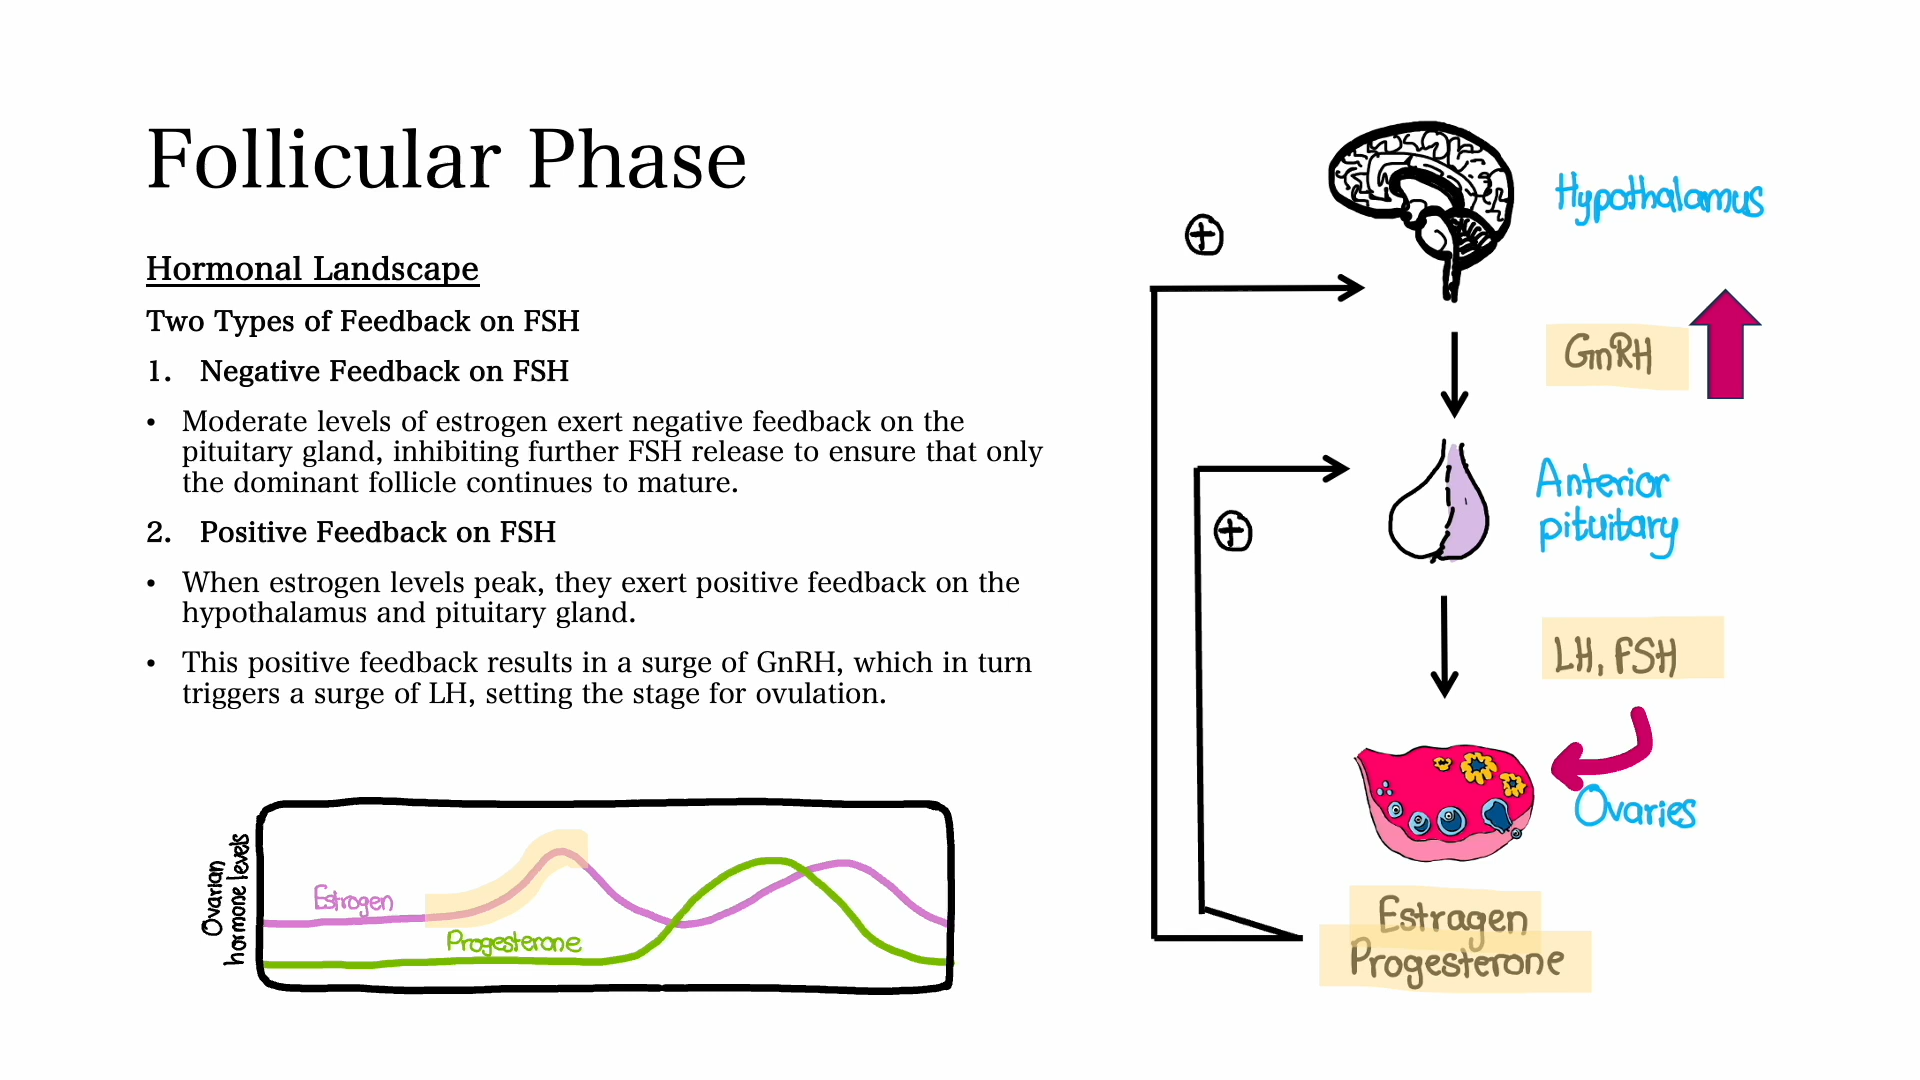 Follicular Phase
Hormonal Landscape
Two Types of Feedback on FSH
1. Negative Feedback on FSH
• Moderate levels of estrogen exert negative feedback on the
pituitary gland, inhibiting further FSH release to ensure that only
the dominant follicle continues to mature.
2. Positive Feedback on FSH
• When estrogen levels peak, they exert positive feedback on the
hypothalamus and pituitary gland.
• This positive feedback results in a surge of GnRH, which in turn
triggers a surge of LH, setting the stage for ovulation.
Ovarian
hormone levels
Estrogen
Progesterone
+
Hypothalamus
GnRH
+
Anterior
pituitary
LH, FSH
Ovaries
Estragen
Progesterone